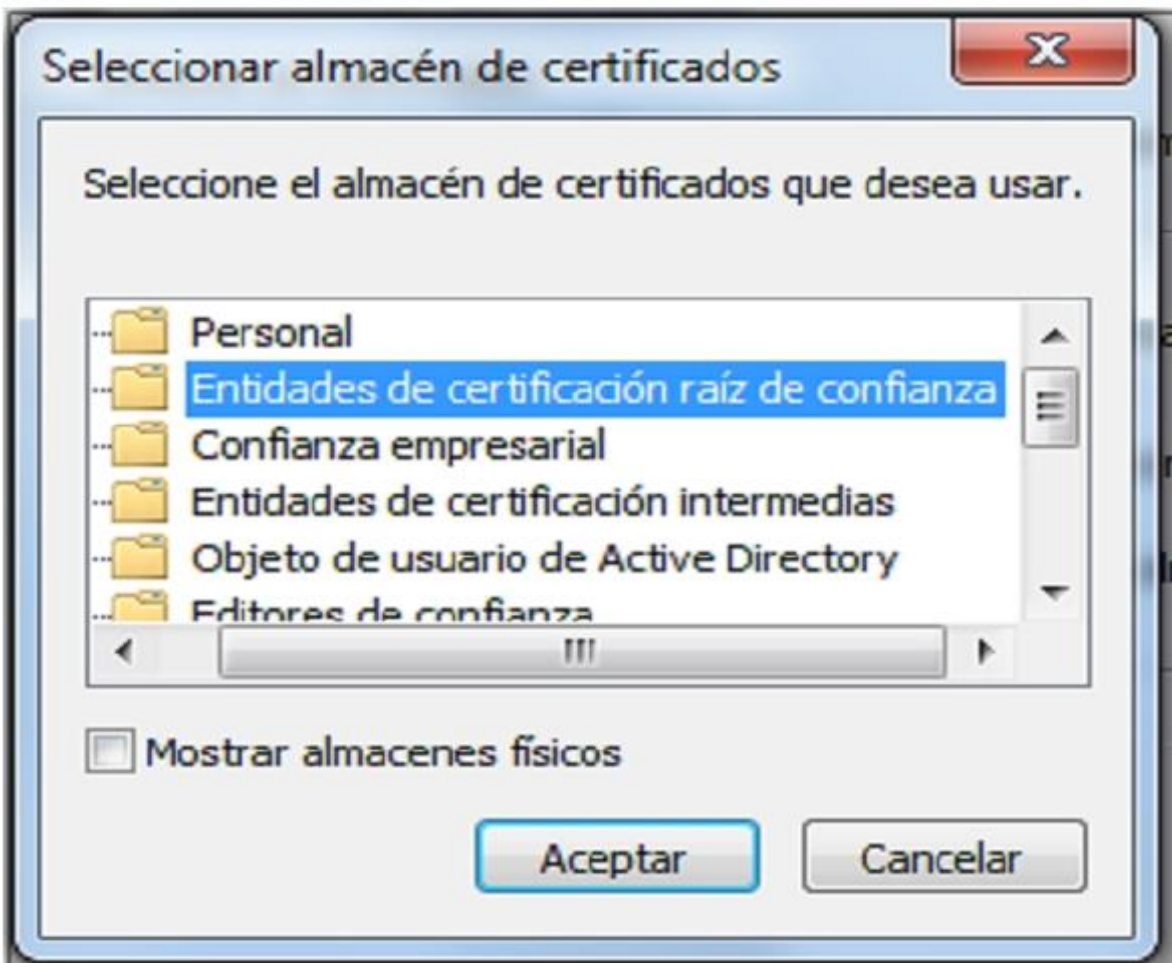 Seleccionar almacén de certificados
Seleccione el almacén de certificados que desea usar.
Personal
Entidades de certificación raíz de confianza
Confianza empresarial
Entidades de certificación intermedias
Objeto de usuario de Active Directory
Editores de confianza
Mostrar almacenes físicos
Aceptar
Cancelar